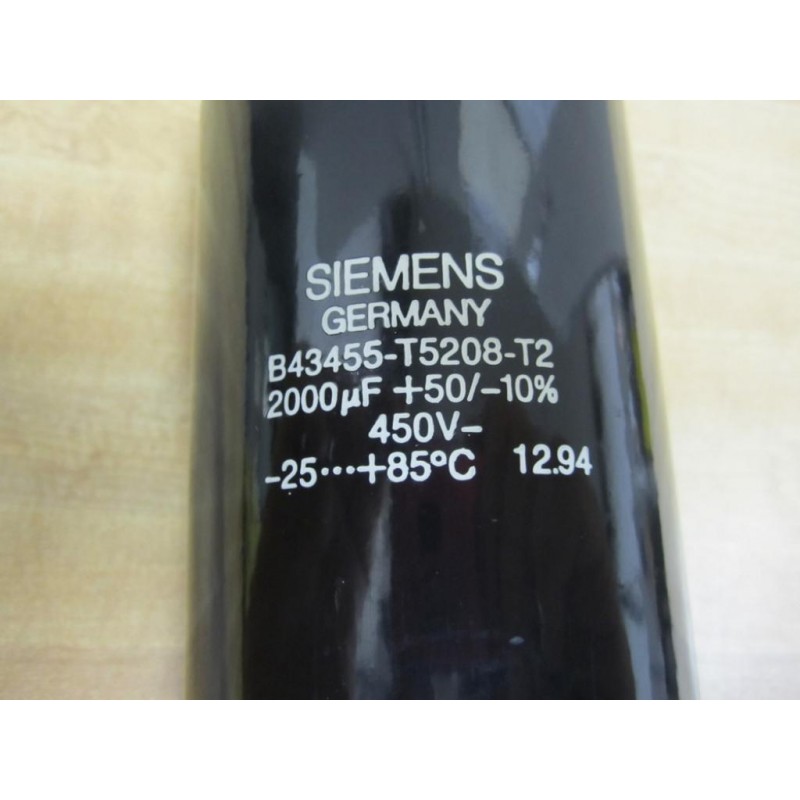 SIEMENS
GERMANY
B43455-T5208-T2
2000µF +50/-10%
450V-
-25...+85°C 12.94